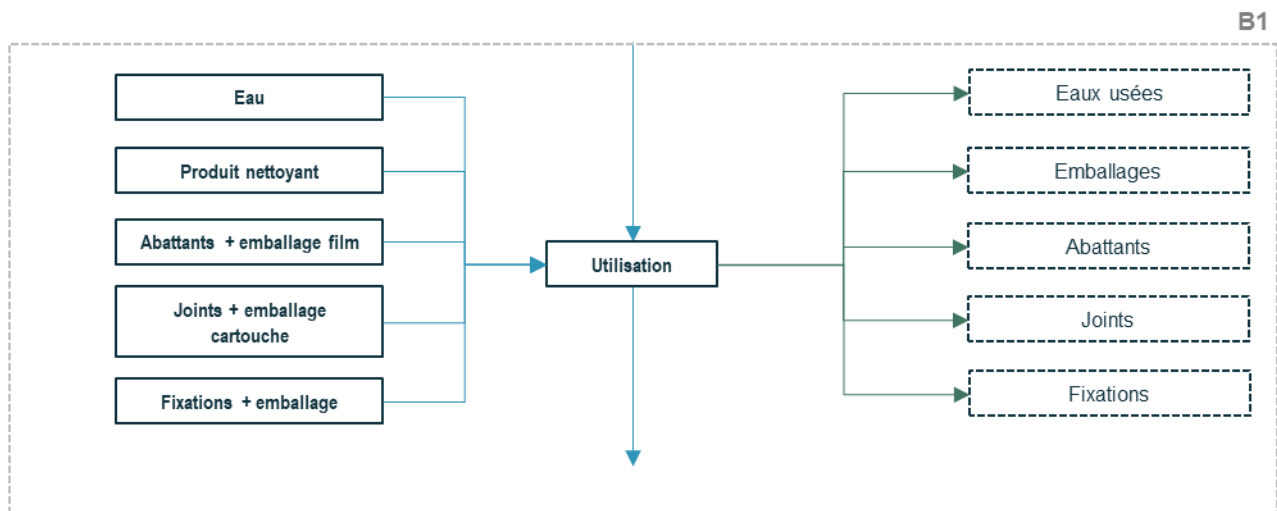 B1
Eau
Produit nettoyant
Abattants + emballage film
Joints + emballage
cartouche
Fixations + emballage
Utilisation
Eaux usées
Emballages
Abattants
Joints
Fixations